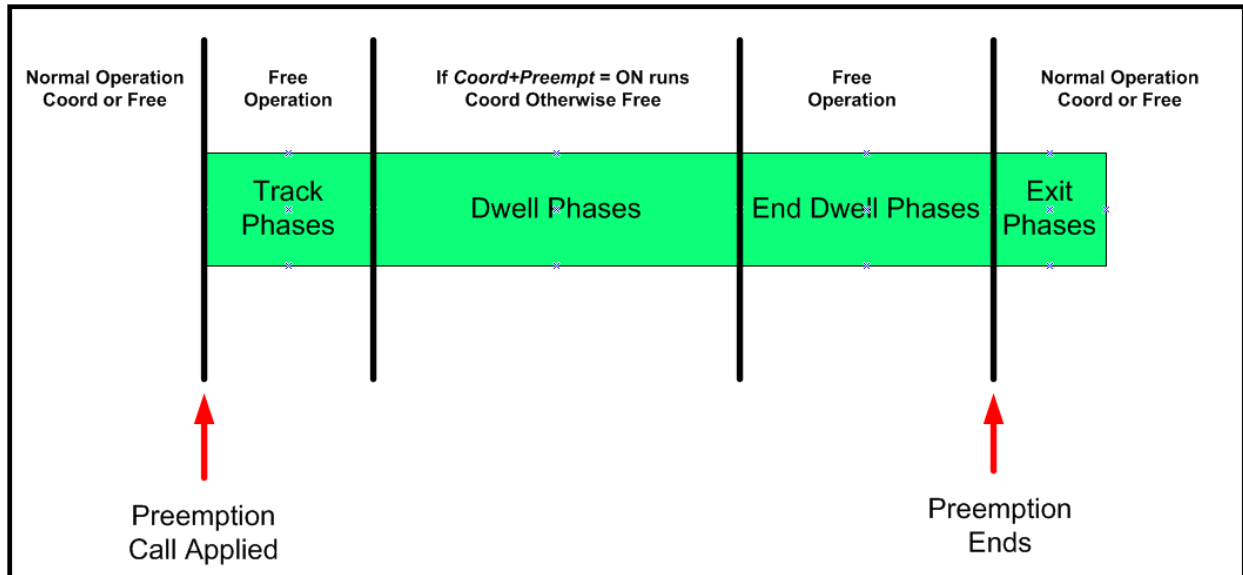 Normal Operation
Coord or Free
Free
Operation
If Coord+Preempt = ON runs
Coord Otherwise Free
Free
Operation
Normal Operation
Coord or Free
Track
Phases
Dwell Phases
End Dwell Phases
Exit
Phases
Preemption
Call Applied
Preemption
Ends